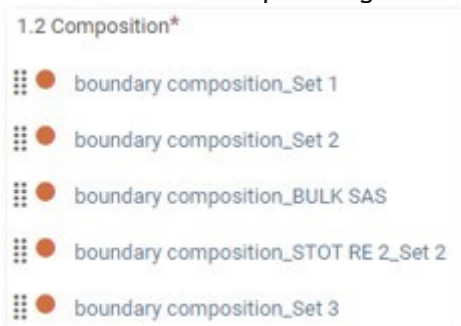 1.2 Composition*
boundary composition_Set 1
boundary composition_Set 2
boundary composition_BULK SAS
boundary composition_STOT RE 2_Set 2
boundary composition_Set 3